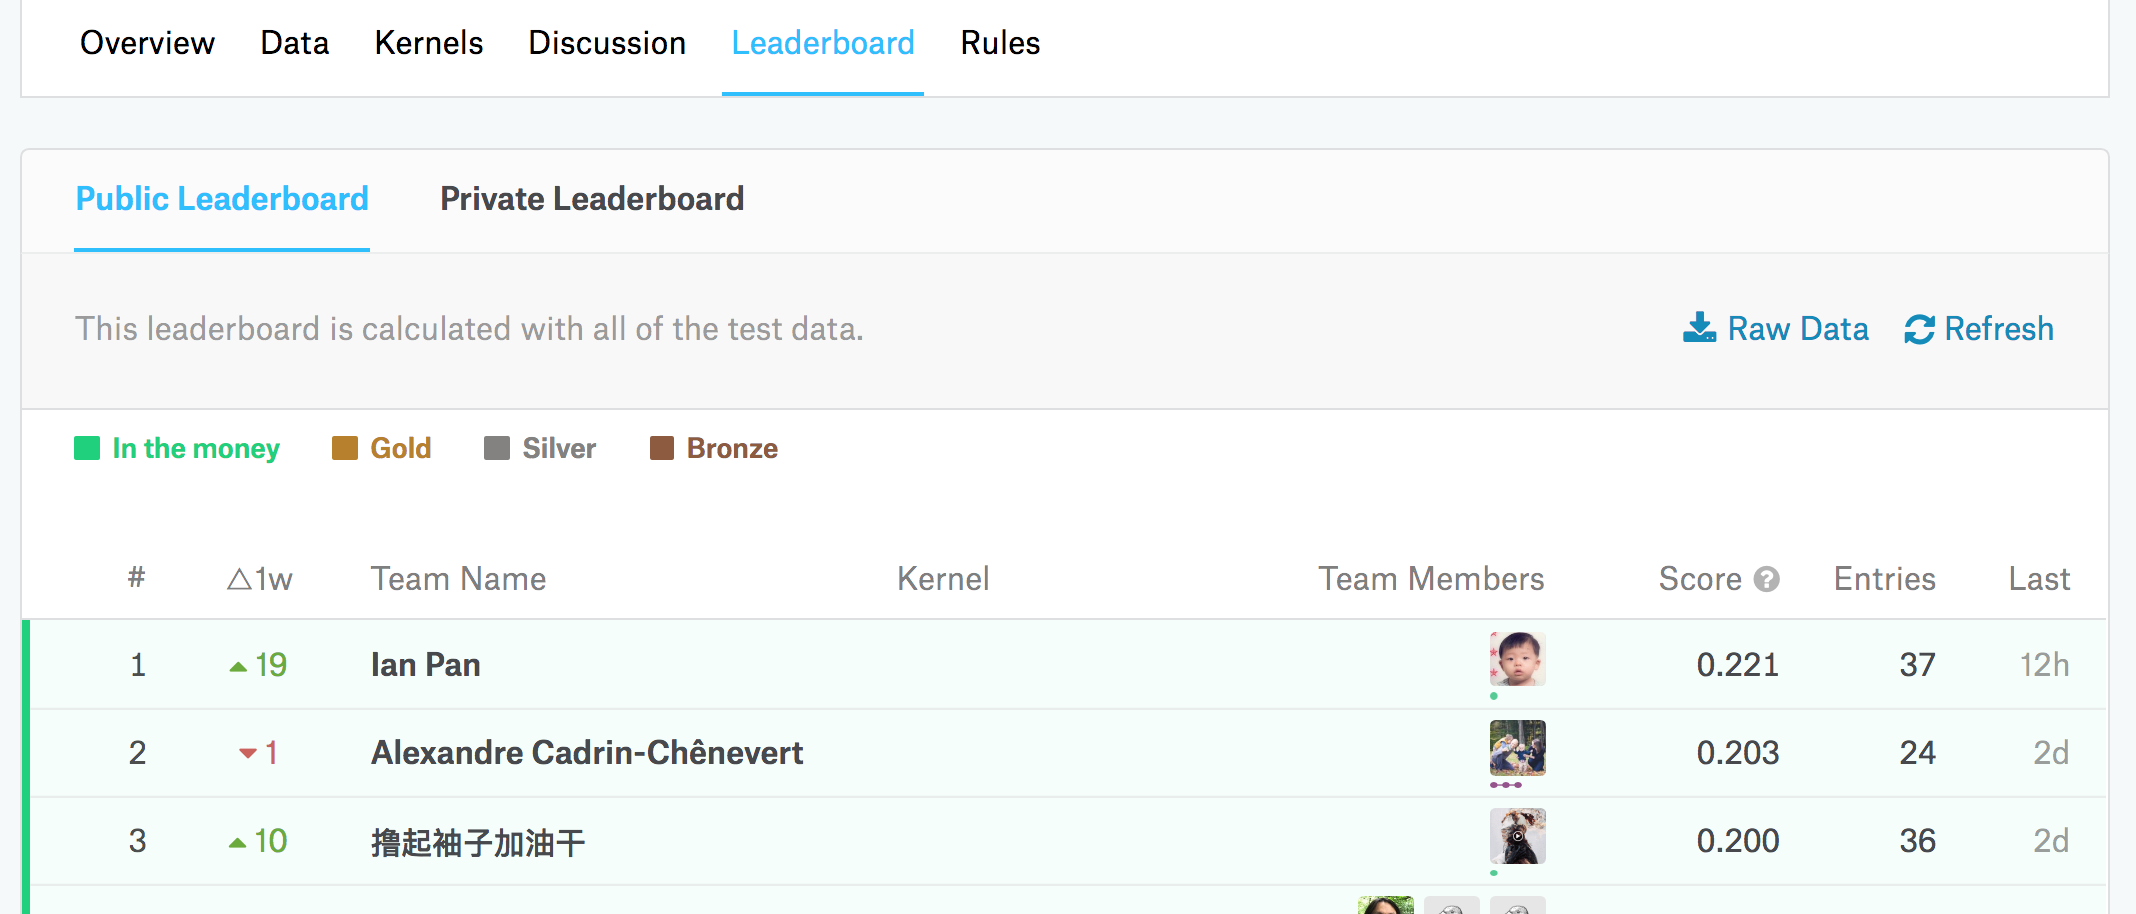 Overview Data Kernels Discussion Leaderboard Rules
Public Leaderboard Private Leaderboard
This leaderboard is calculated with all of the test data. Raw Data Refresh
In the money Gold Silver Bronze
# △1w Team Name Kernel Team Members Score ? Entries Last
1 ▲ 19 Ian Pan 0.221 37 12h
2 ▼ 1 Alexandre Cadrin-Chênevert 0.203 24 2d
3 ▲ 10 撸起袖子加油干 0.200 36 2d